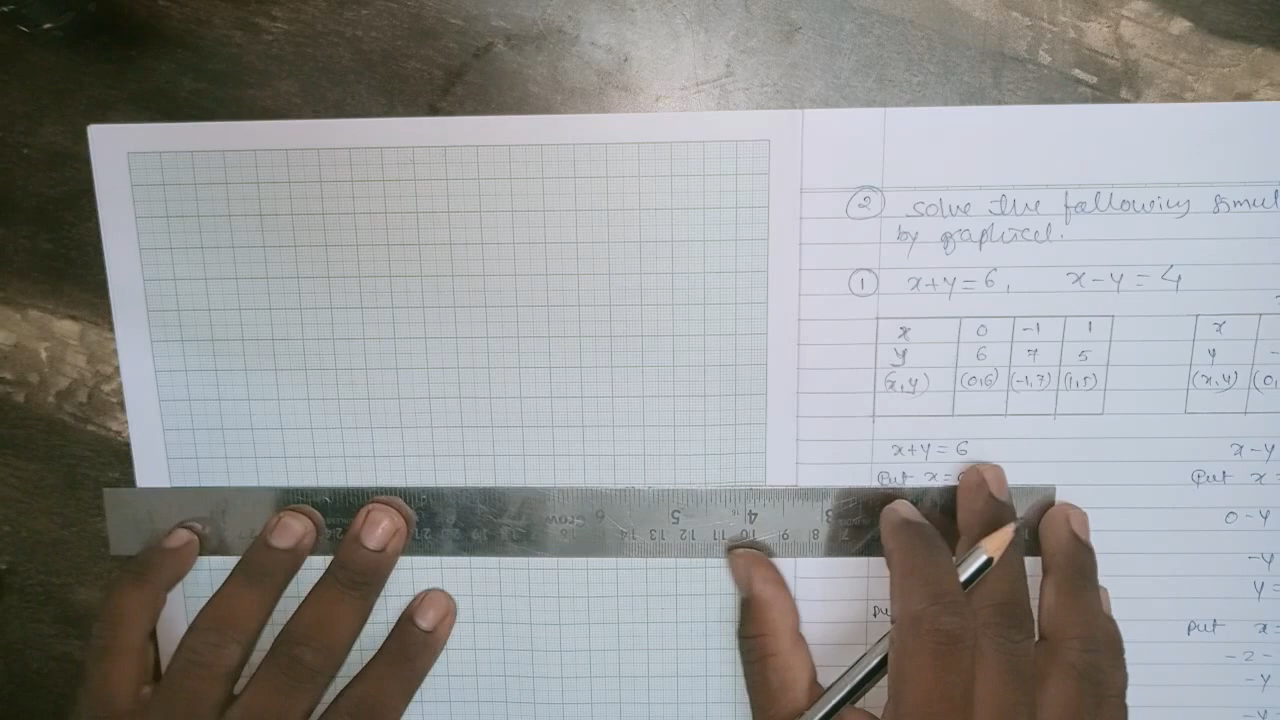 ② solve the following simul
by graphical.
① x+y=6, x-y=4
x 0 -1 1
y 6 7 5
(x,y) (0,6) (-1,7) (1,5)
x
y
(x,y) (0,
x+y=6
Put x=
x-y
Put x
0-y
-y
y=
put x=
-2-
-y
-y